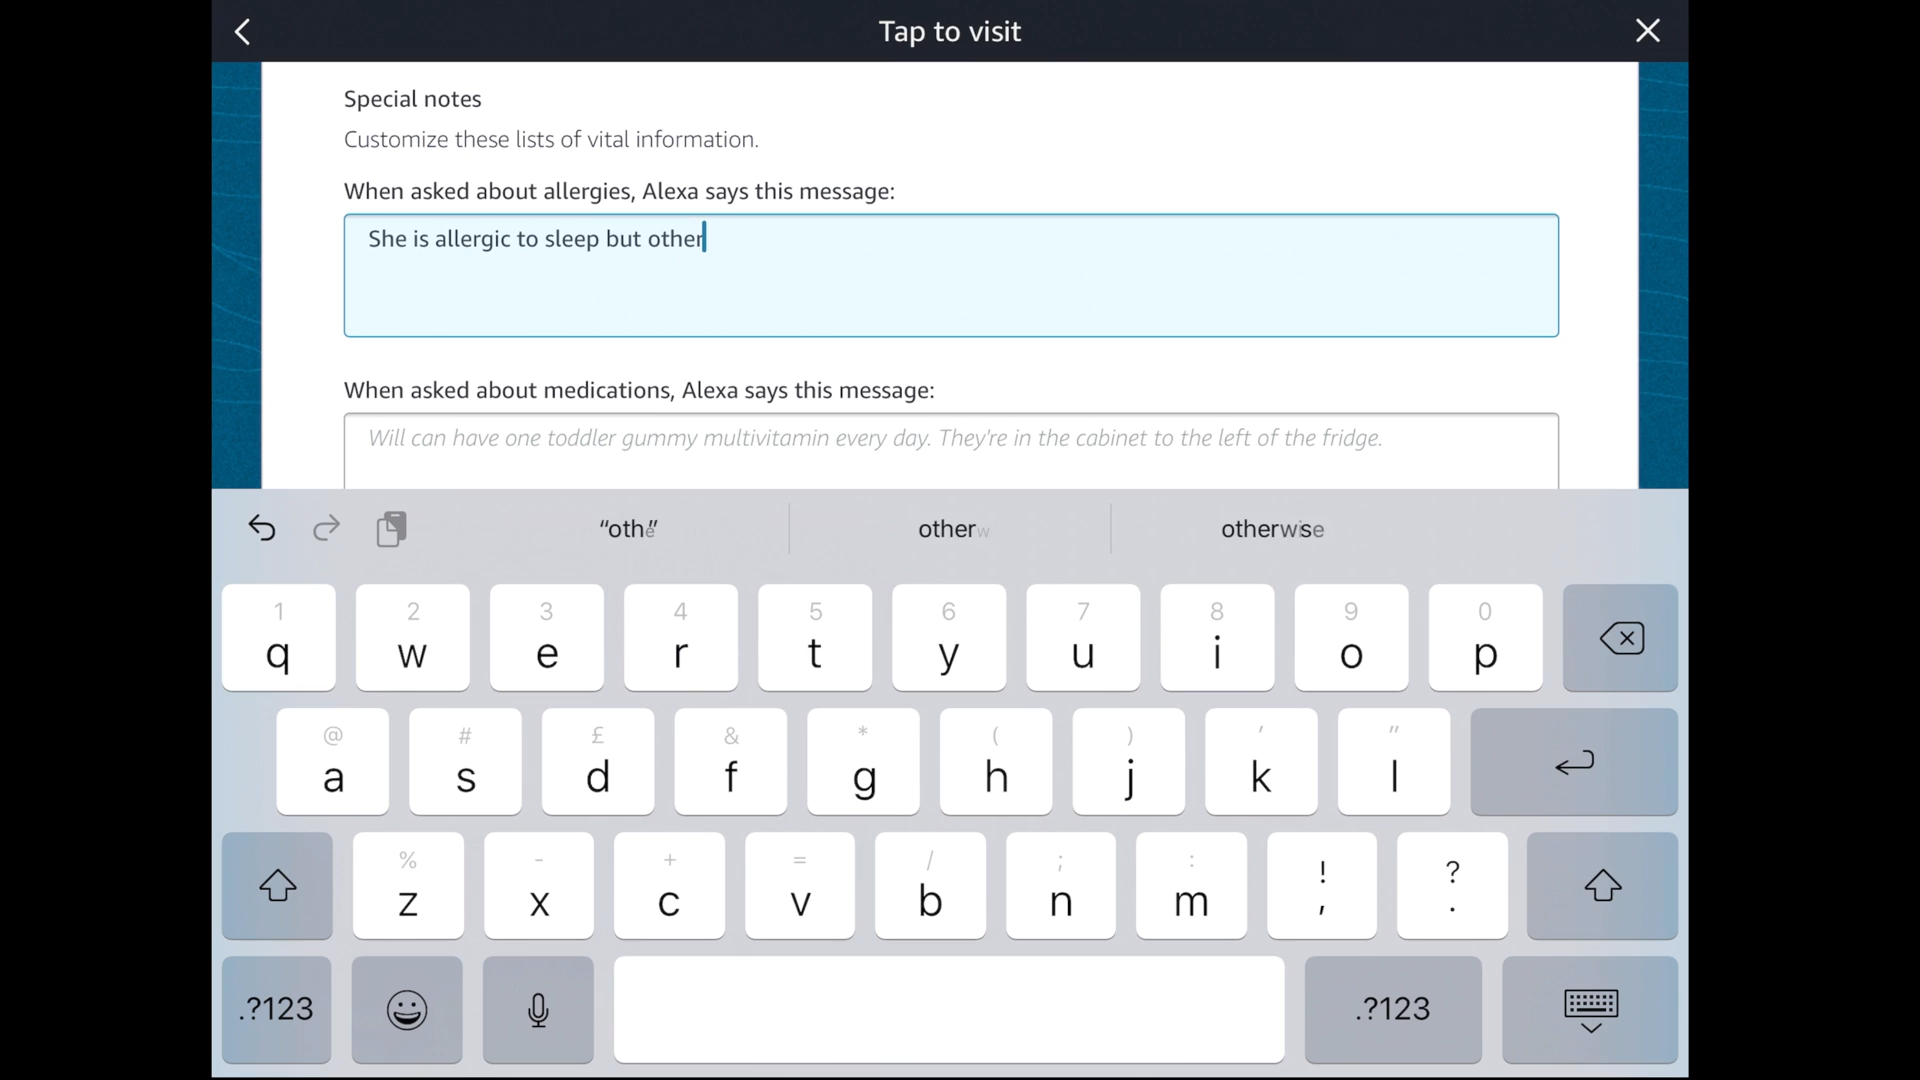 Tap to visit
Special notes
Customize these lists of vital information.
When asked about allergies, Alexa says this message:
She is allergic to sleep but other
When asked about medications, Alexa says this message:
Will can have one toddler gummy multivitamin every day. They're in the cabinet to the left of the fridge.
“othe” otherw otherwise
1 2 3 4 5 6 7 8 9 0
q w e r t y u i o p
@ # £ & * ( ) ' "
a s d f g h j k l
% - + = / ; : ! ?
z x c v b n m , .
.?123 .?123